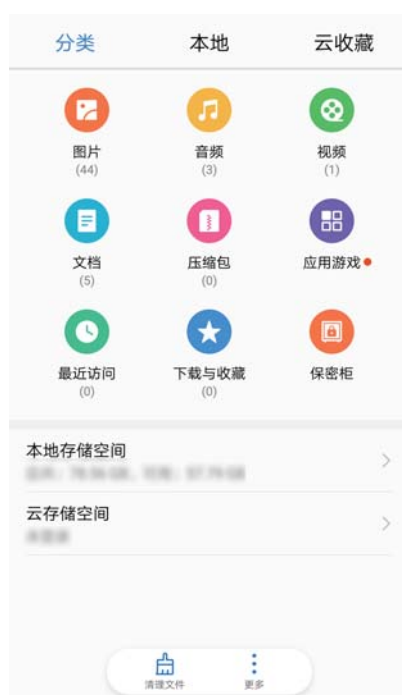 分类 本地 云收藏
图片 音频 视频
(44) (3) (1)
文档 压缩包 应用游戏
(5) (0)
最近访问 下载与收藏 保密柜
(0) (0)
本地存储空间
云存储空间
清理文件 更多